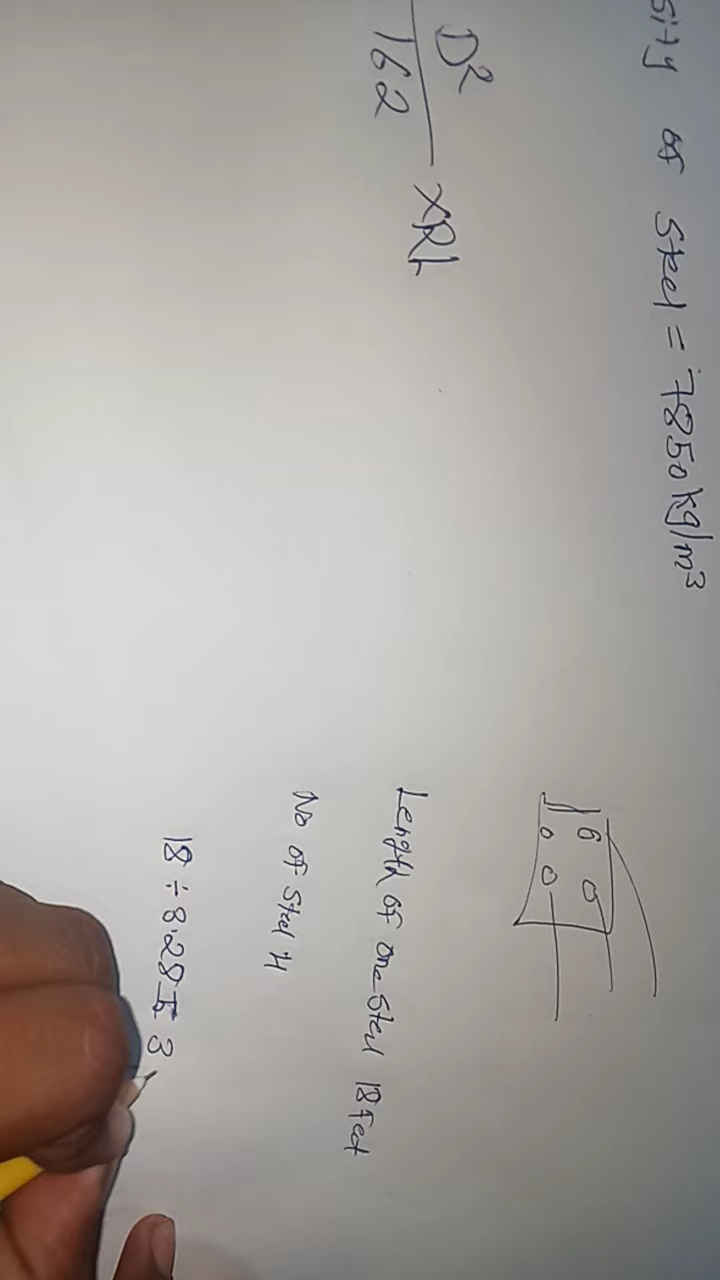 sity of Steel = 7850 kg/m³
D²
162
×RL
Length of one Steel 18 Feet
No of Steel 4
18 ÷ 3.28 = 3